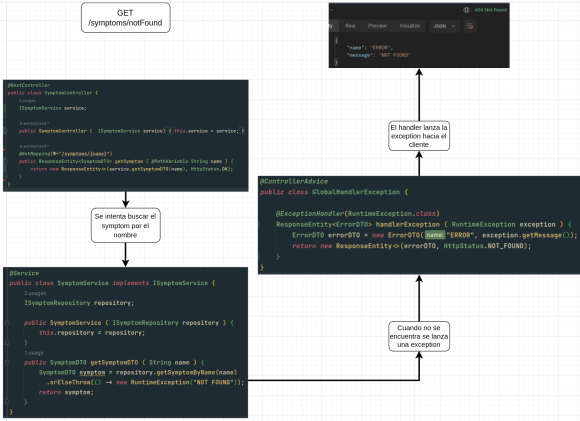 GET
/symptoms/notFound
404 Not Found
Raw Preview Visualize JSON
{
"name": "ERROR",
"message": "NOT FOUND"
}
@RestController
public class SymptomController {
2 usages
ISymptomService service;
public SymptomController ( ISymptomService service) { this.service = service; }
@GetMapping("/symptoms/{name}")
public ResponseEntity<SymptomDTO> getSymptom ( @PathVariable String name ) {
return new ResponseEntity<>(service.getSymptomDTO(name), HttpStatus.OK);
}
}
Se intenta buscar el
symptom por el
nombre
@Service
public class SymptomService implements ISymptomService {
2 usages
ISymptomRepository repository;
public SymptomService ( ISymptomRepository repository ) {
this.repository = repository;
}
1 usage
public SymptomDTO getSymptoDTO ( String name ) {
SymptomDTO symptom = repository.getSymptomByName(name)
.orElseThrow(() → new RuntimeException("NOT FOUND"));
return symptom;
}
}
Cuando no se
encuentra se lanza
una exception
@ControllerAdvice
public class GlobalHandlerException {
@ExceptionHandler(RuntimeException.class)
ResponseEntity<ErrorDTO> handlerException ( RuntimeException exception ) {
ErrorDTO errorDTO = new ErrorDTO( name: "ERROR", exception.getMessage());
return new ResponseEntity<>(errorDTO, HttpStatus.NOT_FOUND);
}
}
El handler lanza la
exception hacia el
cliente